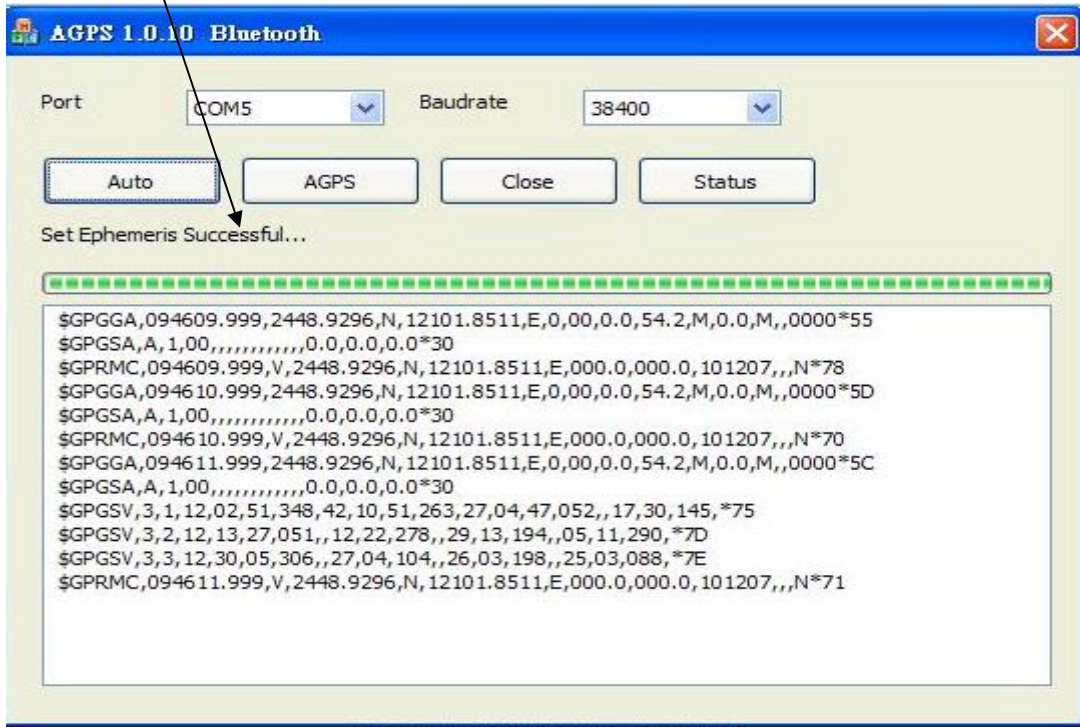 AGPS 1.0.10 Bluetooth
Port COM5 Baudrate 38400
Auto AGPS Close Status
Set Ephemeris Successful...
$GPGGA,094609.999,2448.9296,N,12101.8511,E,0,00,0.0,54.2,M,0.0,M,,0000*55
$GPGSA,A,1,00,,,,,,,,,,,,0.0,0.0,0.0*30
$GPRMC,094609.999,V,2448.9296,N,12101.8511,E,000.0,000.0,101207,,,N*78
$GPGGA,094610.999,2448.9296,N,12101.8511,E,0,00,0.0,54.2,M,0.0,M,,0000*5D
$GPGSA,A,1,00,,,,,,,,,,,,0.0,0.0,0.0*30
$GPRMC,094610.999,V,2448.9296,N,12101.8511,E,000.0,000.0,101207,,,N*70
$GPGGA,094611.999,2448.9296,N,12101.8511,E,0,00,0.0,54.2,M,0.0,M,,0000*5C
$GPGSA,A,1,00,,,,,,,,,,,,0.0,0.0,0.0*30
$GPGSV,3,1,12,02,51,348,42,10,51,263,27,04,47,052,,17,30,145,*75
$GPGSV,3,2,12,13,27,051,,12,22,278,,29,13,194,,05,11,290,*7D
$GPGSV,3,3,12,30,05,306,,27,04,104,,26,03,198,,25,03,088,*7E
$GPRMC,094611.999,V,2448.9296,N,12101.8511,E,000.0,000.0,101207,,,N*71